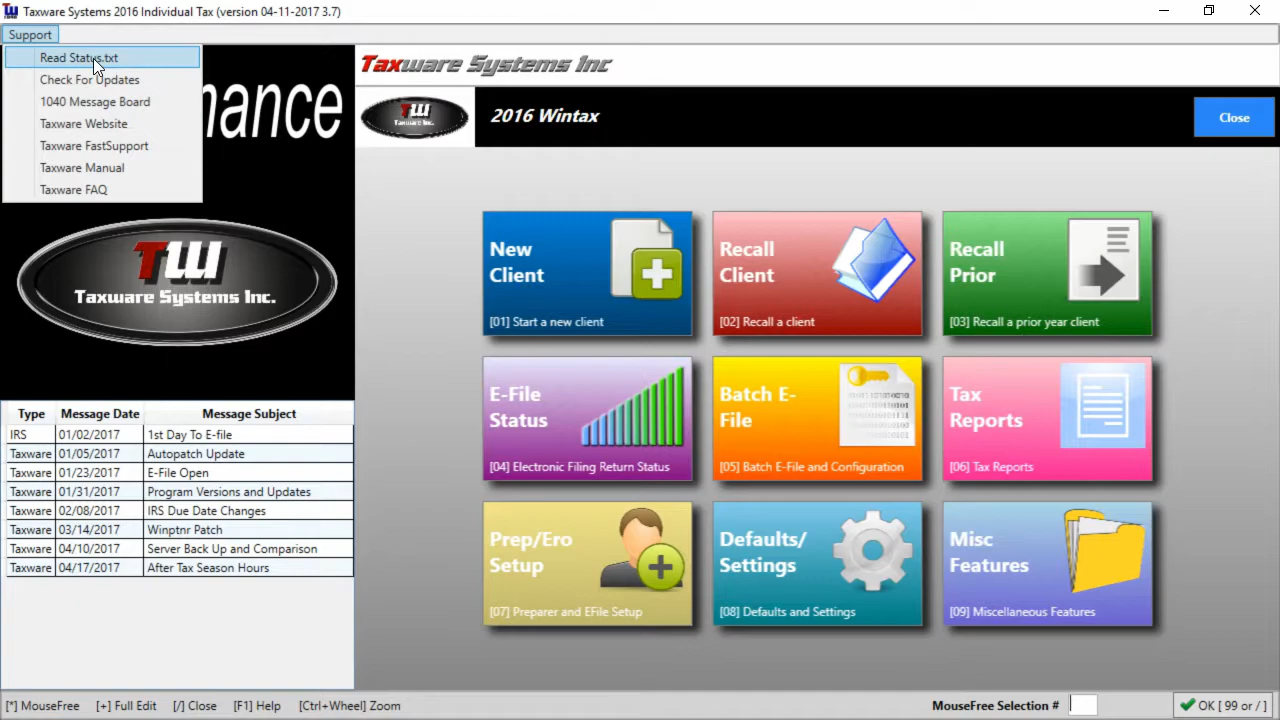 Taxware Systems 2016 Individual Tax (version 04-11-2017 3.7)
Support
Read Status.txt
Check For Updates
1040 Message Board
Taxware Website
Taxware FastSupport
Taxware Manual
Taxware FAQ
nance
TW
Taxware Systems Inc.
Type Message Date Message Subject
IRS 01/02/2017 1st Day To E-file
Taxware 01/05/2017 Autopatch Update
Taxware 01/23/2017 E-File Open
Taxware 01/31/2017 Program Versions and Updates
Taxware 02/08/2017 IRS Due Date Changes
Taxware 03/14/2017 Winptnr Patch
Taxware 04/10/2017 Server Back Up and Comparison
Taxware 04/17/2017 After Tax Season Hours
Taxware Systems Inc
TW
Taxware Inc.
2016 Wintax
Close
New
Client
[01] Start a new client
Recall
Client
[02] Recall a client
Recall
Prior
[03] Recall a prior year client
E-File
Status
[04] Electronic Filing Return Status
Batch E-
File
[05] Batch E-File and Configuration
Tax
Reports
[06] Tax Reports
Prep/Ero
Setup
[07] Preparer and EFile Setup
Defaults/
Settings
[08] Defaults and Settings
Misc
Features
[09] Miscellaneous Features
[*] MouseFree [+] Full Edit [/] Close [F1] Help [Ctrl+Wheel] Zoom
MouseFree Selection #
OK [ 99 or / ]